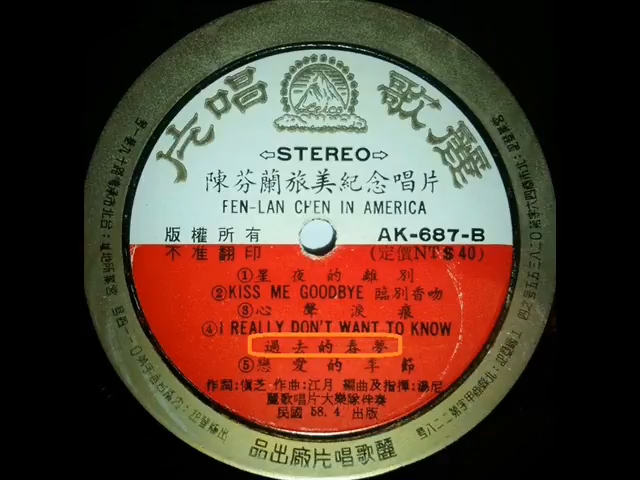 麗歌唱片
⇦STEREO⇨
陳芬蘭旅美紀念唱片
FEN-LAN CHEN IN AMERICA
版權所有
AK-687-B
不准翻印
(定價NT$40)
①星夜的離別
②KISS ME GOODBYE 臨別香吻
③心聲淚痕
④I REALLY DON'T WANT TO KNOW
過去的春夢
⑤戀愛的季節
作詞:慎芝 作曲:江月 編曲及指揮:湯尼
麗歌唱片大樂隊伴奏
民國 58.4 出版
麗歌唱片廠出品